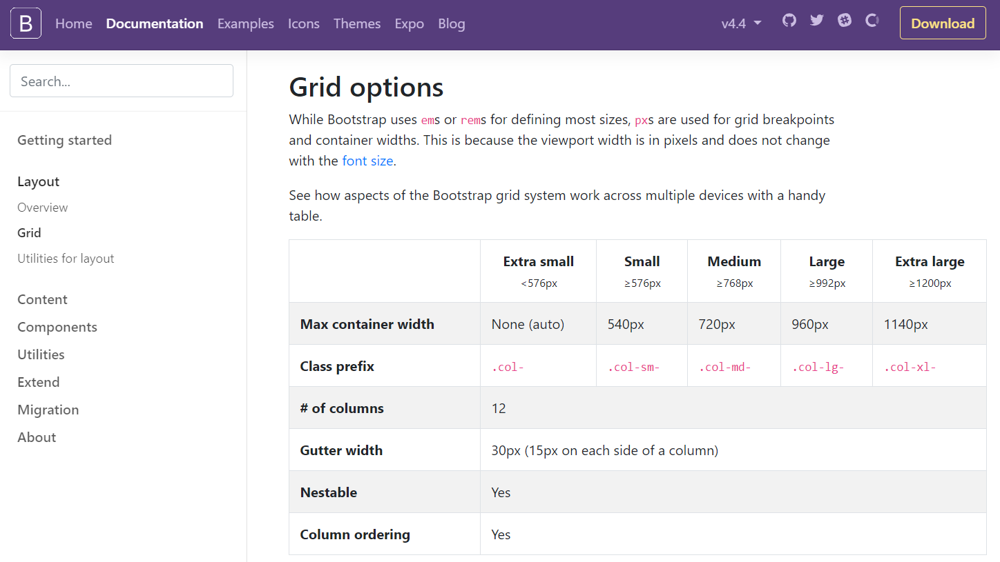 B Home Documentation Examples Icons Themes Expo Blog v4.4 Download
Search...
Getting started
Layout
Overview
Grid
Utilities for layout
Content
Components
Utilities
Extend
Migration
About
Grid options
While Bootstrap uses ems or rems for defining most sizes, pxs are used for grid breakpoints
and container widths. This is because the viewport width is in pixels and does not change
with the font size.
See how aspects of the Bootstrap grid system work across multiple devices with a handy
table.
Extra small Small Medium Large Extra large
<576px ≥576px ≥768px ≥992px ≥1200px
Max container width None (auto) 540px 720px 960px 1140px
Class prefix .col- .col-sm- .col-md- .col-lg- .col-xl-
# of columns 12
Gutter width 30px (15px on each side of a column)
Nestable Yes
Column ordering Yes